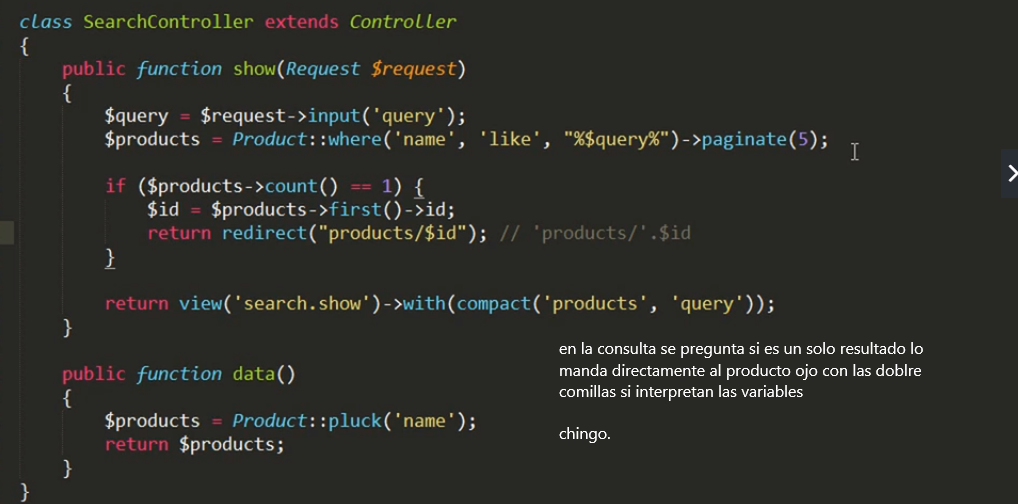 class SearchController extends Controller
{
    public function show(Request $request)
    {
        $query = $request->input('query');
        $products = Product::where('name', 'like', "%$query%")->paginate(5);

        if ($products->count() == 1) {
            $id = $products->first()->id;
            return redirect("products/$id"); // 'products/'.$id
        }

        return view('search.show')->with(compact('products', 'query'));
    }

    public function data()
    {
        $products = Product::pluck('name');
        return $products;
    }
}
en la consulta se pregunta si es un solo resultado lo
manda directamente al producto ojo con las doblre
comillas si interpretan las variables
chingo.